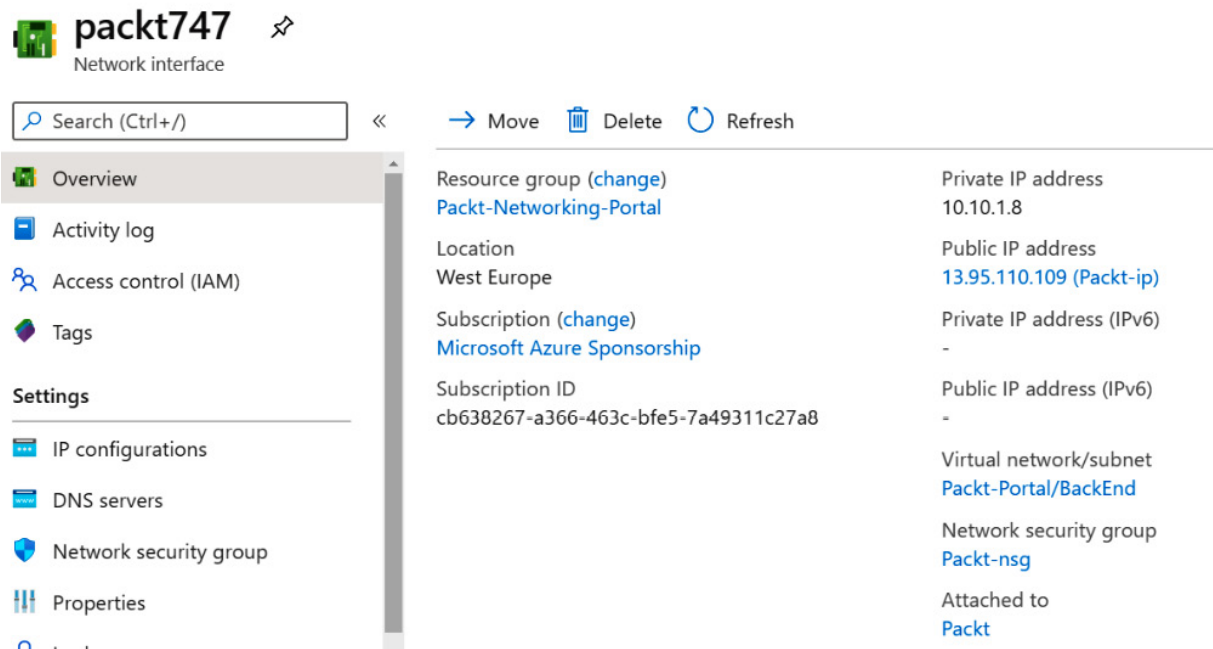 packt747
Network interface
Search (Ctrl+/)
«
Overview
Activity log
Access control (IAM)
Tags
Settings
IP configurations
DNS servers
Network security group
Properties
Move
Delete
Refresh
Resource group (change)
Packt-Networking-Portal
Location
West Europe
Subscription (change)
Microsoft Azure Sponsorship
Subscription ID
cb638267-a366-463c-bfe5-7a49311c27a8
Private IP address
10.10.1.8
Public IP address
13.95.110.109 (Packt-ip)
Private IP address (IPv6)
-
Public IP address (IPv6)
-
Virtual network/subnet
Packt-Portal/BackEnd
Network security group
Packt-nsg
Attached to
Packt